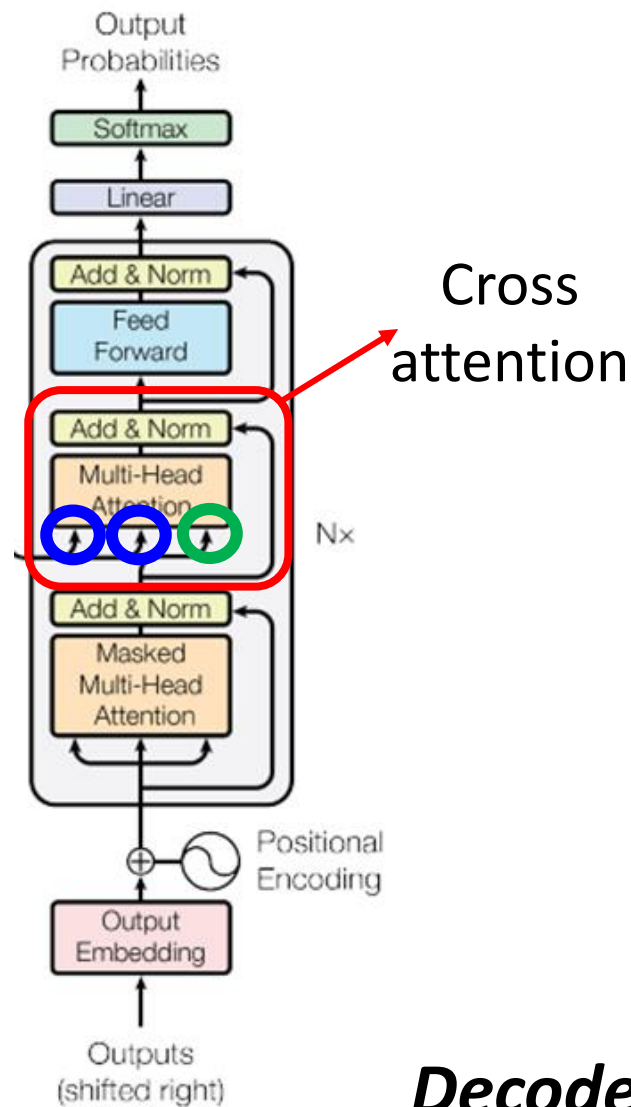 Output
Probabilities
Softmax
Linear
Add & Norm
Feed
Forward
Cross
attention
Add & Norm
Multi-Head
Attention
N×
Add & Norm
Masked
Multi-Head
Attention
Positional
Encoding
Output
Embedding
Outputs
(shifted right)
Decode